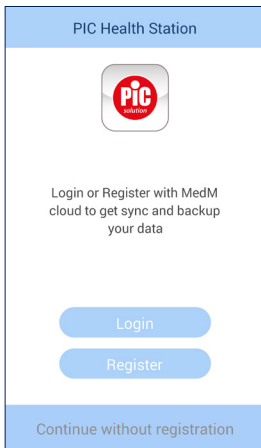 PIC Health Station
PiC
solution
Login or Register with MedM
cloud to get sync and backup
your data
Login
Register
Continue without registration